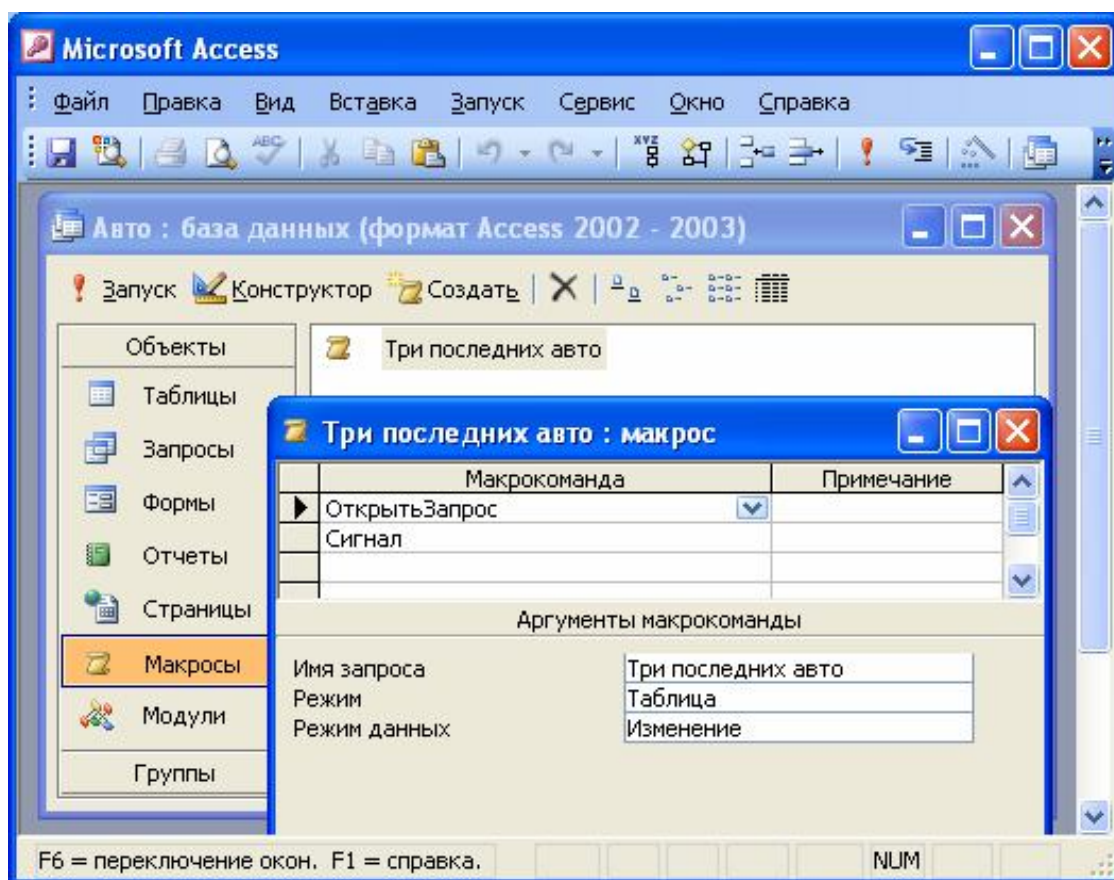 Microsoft Access
Файл Правка Вид Вставка Запуск Сервис Окно Справка
ABC XYZ
Авто : база данных (формат Access 2002 - 2003)
Запуск Конструктор Создать
Объекты
Три последних авто
Таблицы
Запросы
Формы
Отчеты
Страницы
Макросы
Модули
Группы
Три последних авто : макрос
Макрокоманда Примечание
ОткрытьЗапрос
Сигнал
Аргументы макрокоманды
Имя запроса Три последних авто
Режим Таблица
Режим данных Изменение
F6 = переключение окон. F1 = справка. NUM